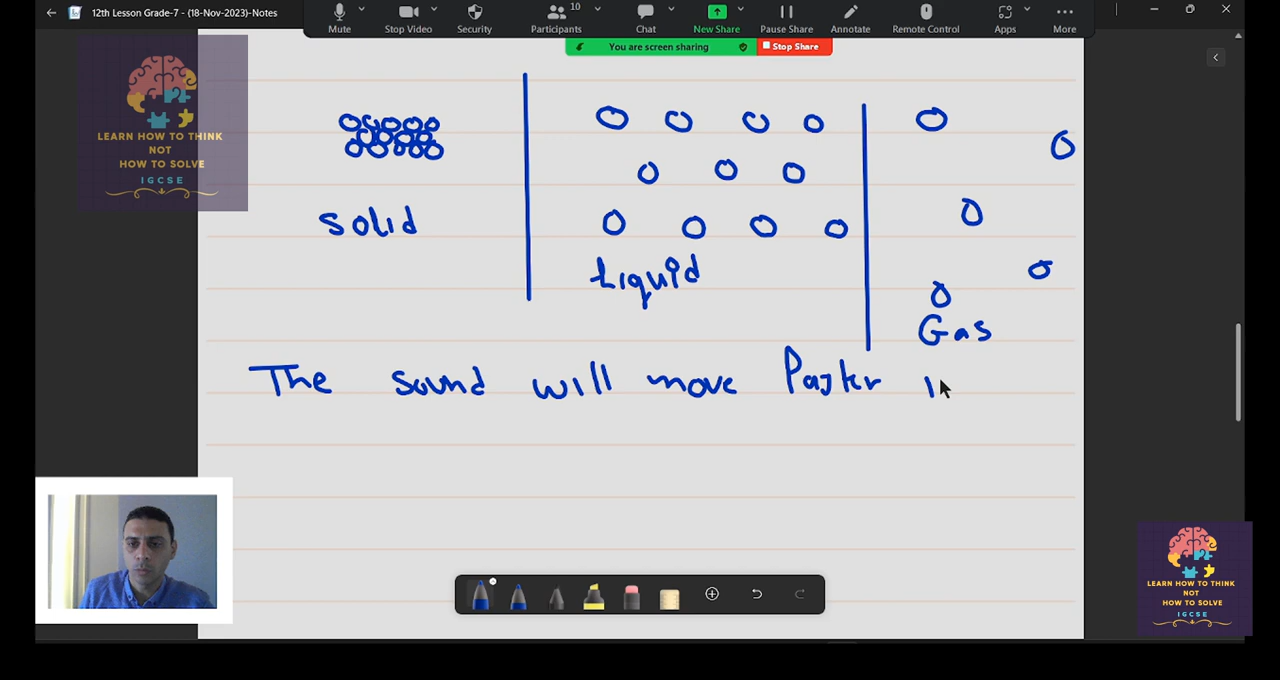 12th Lesson Grade-7 - (18-Nov-2023)-Notes
Mute
Stop Video
Security
Participants
10
Chat
New Share
Pause Share
Annotate
Remote Control
Apps
More
You are screen sharing
Stop Share
LEARN HOW TO THINK
NOT
HOW TO SOLVE
IGCSE
solid
liquid
Gas
The sound will move Faster
LEARN HOW TO THINK
NOT
HOW TO SOLVE
IGCSE